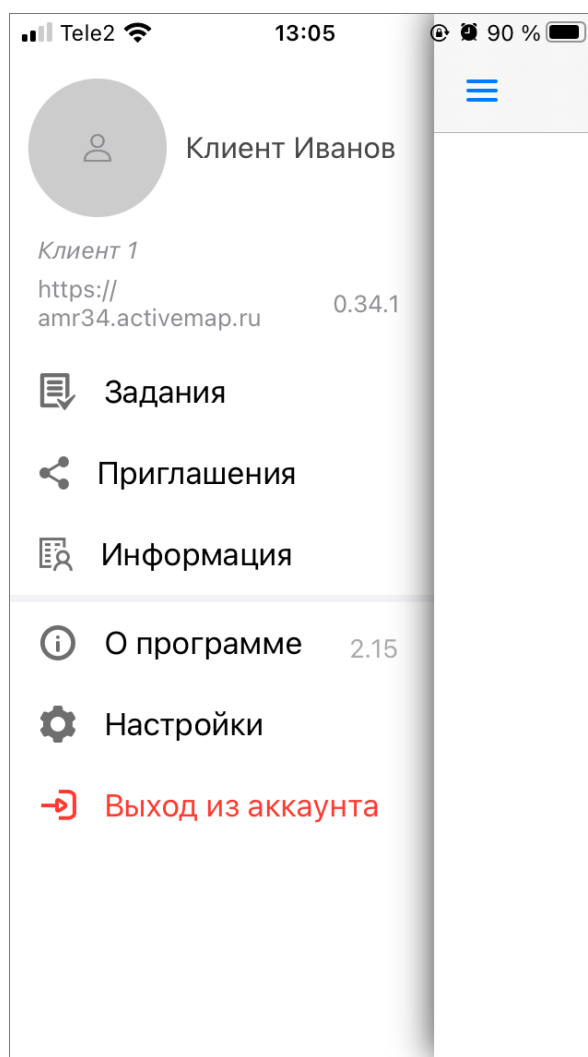 Tele2 13:05 90 %
Клиент Иванов
Клиент 1
https://
amr34.activemap.ru 0.34.1
Задания
Приглашения
Информация
О программе 2.15
Настройки
Выход из аккаунта